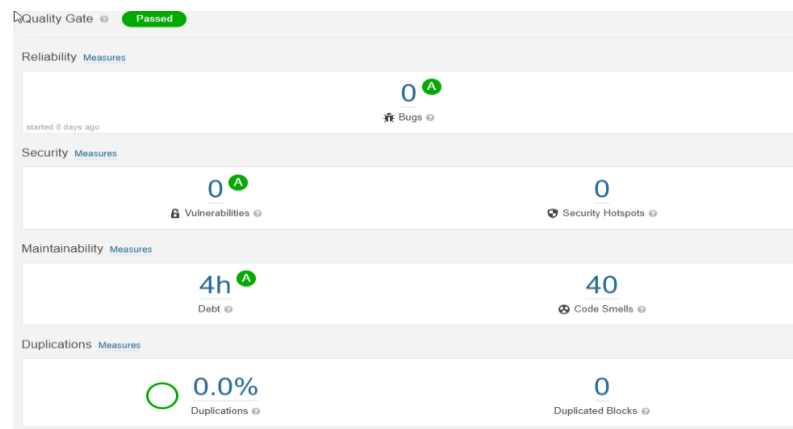 Quality Gate Passed
Reliability Measures
0 A
Bugs
started 8 days ago
Security Measures
0 A 0
Vulnerabilities Security Hotspots
Maintainability Measures
4h A 40
Debt Code Smells
Duplications Measures
0.0% 0
Duplications Duplicated Blocks